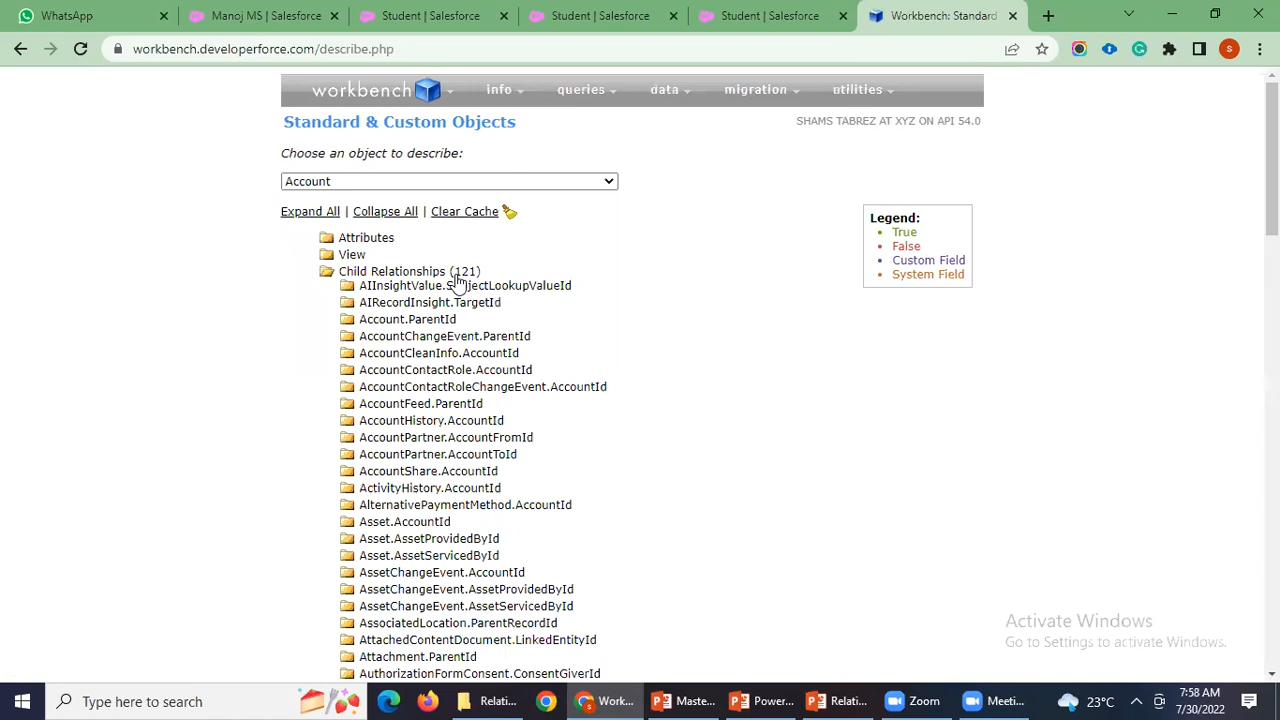 WhatsApp
Manoj MS | Salesforce
Student | Salesforce
Student | Salesforce
Student | Salesforce
Workbench: Standard
workbench.developerforce.com/describe.php
S
workbench
info
queries
data
migration
utilities
Standard & Custom Objects
SHAMS TABREZ AT XYZ ON API 54.0
Choose an object to describe:
Account
Expand All | Collapse All | Clear Cache
Legend:
True
False
Custom Field
System Field
Attributes
View
Child Relationships (121)
AIInsightValue.SobjectLookupValueId
AIRecordInsight.TargetId
Account.ParentId
AccountChangeEvent.ParentId
AccountCleanInfo.AccountId
AccountContactRole.AccountId
AccountContactRoleChangeEvent.AccountId
AccountFeed.ParentId
AccountHistory.AccountId
AccountPartner.AccountFromId
AccountPartner.AccountToId
AccountShare.AccountId
ActivityHistory.AccountId
AlternativePaymentMethod.AccountId
Asset.AccountId
Asset.AssetProvidedById
Asset.AssetServicedById
AssetChangeEvent.AccountId
AssetChangeEvent.AssetProvidedById
AssetChangeEvent.AssetServicedById
AssociatedLocation.ParentRecordId
AttachedContentDocument.LinkedEntityId
Attachment.ParentId
AuthorizationFormConsent.ConsentGiverId
Activate Windows
Go to Settings to activate Windows.
Type here to search
Relati...
Work...
Maste...
Power...
Relati...
Zoom
Meeti...
23°C
7:58 AM
7/30/2022